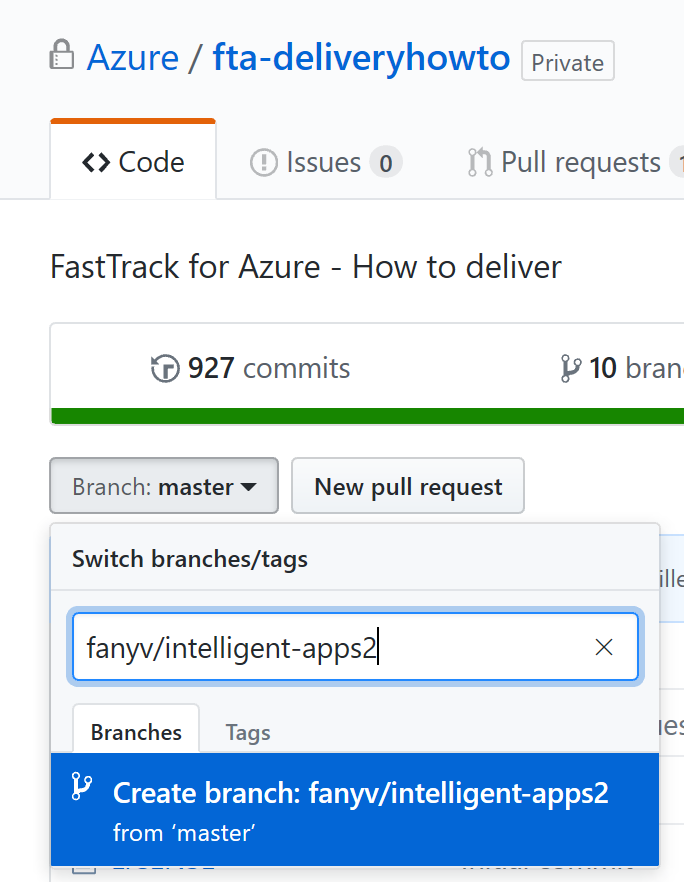 Azure / fta-deliveryhowto Private
Code Issues 0 Pull requests
FastTrack for Azure - How to deliver
927 commits 10
Branch: master New pull request
Switch branches/tags
fanyv/intelligent-apps2
Branches Tags
Create branch: fanyv/intelligent-apps2
from ‘master’